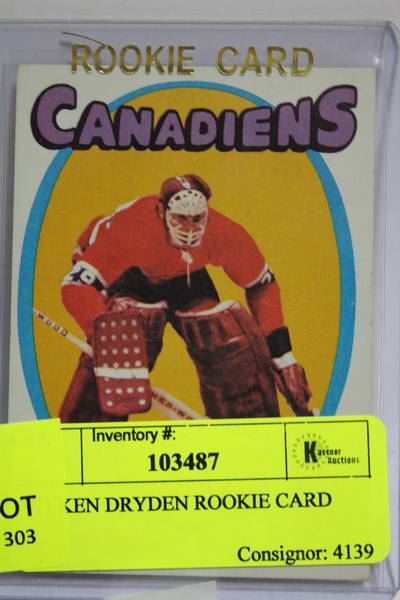 ROOKIE CARD
CANADIENS
Inventory #:
103487
Kastner
Auctions
KEN DRYDEN ROOKIE CARD
OT
303
Consignor: 4139